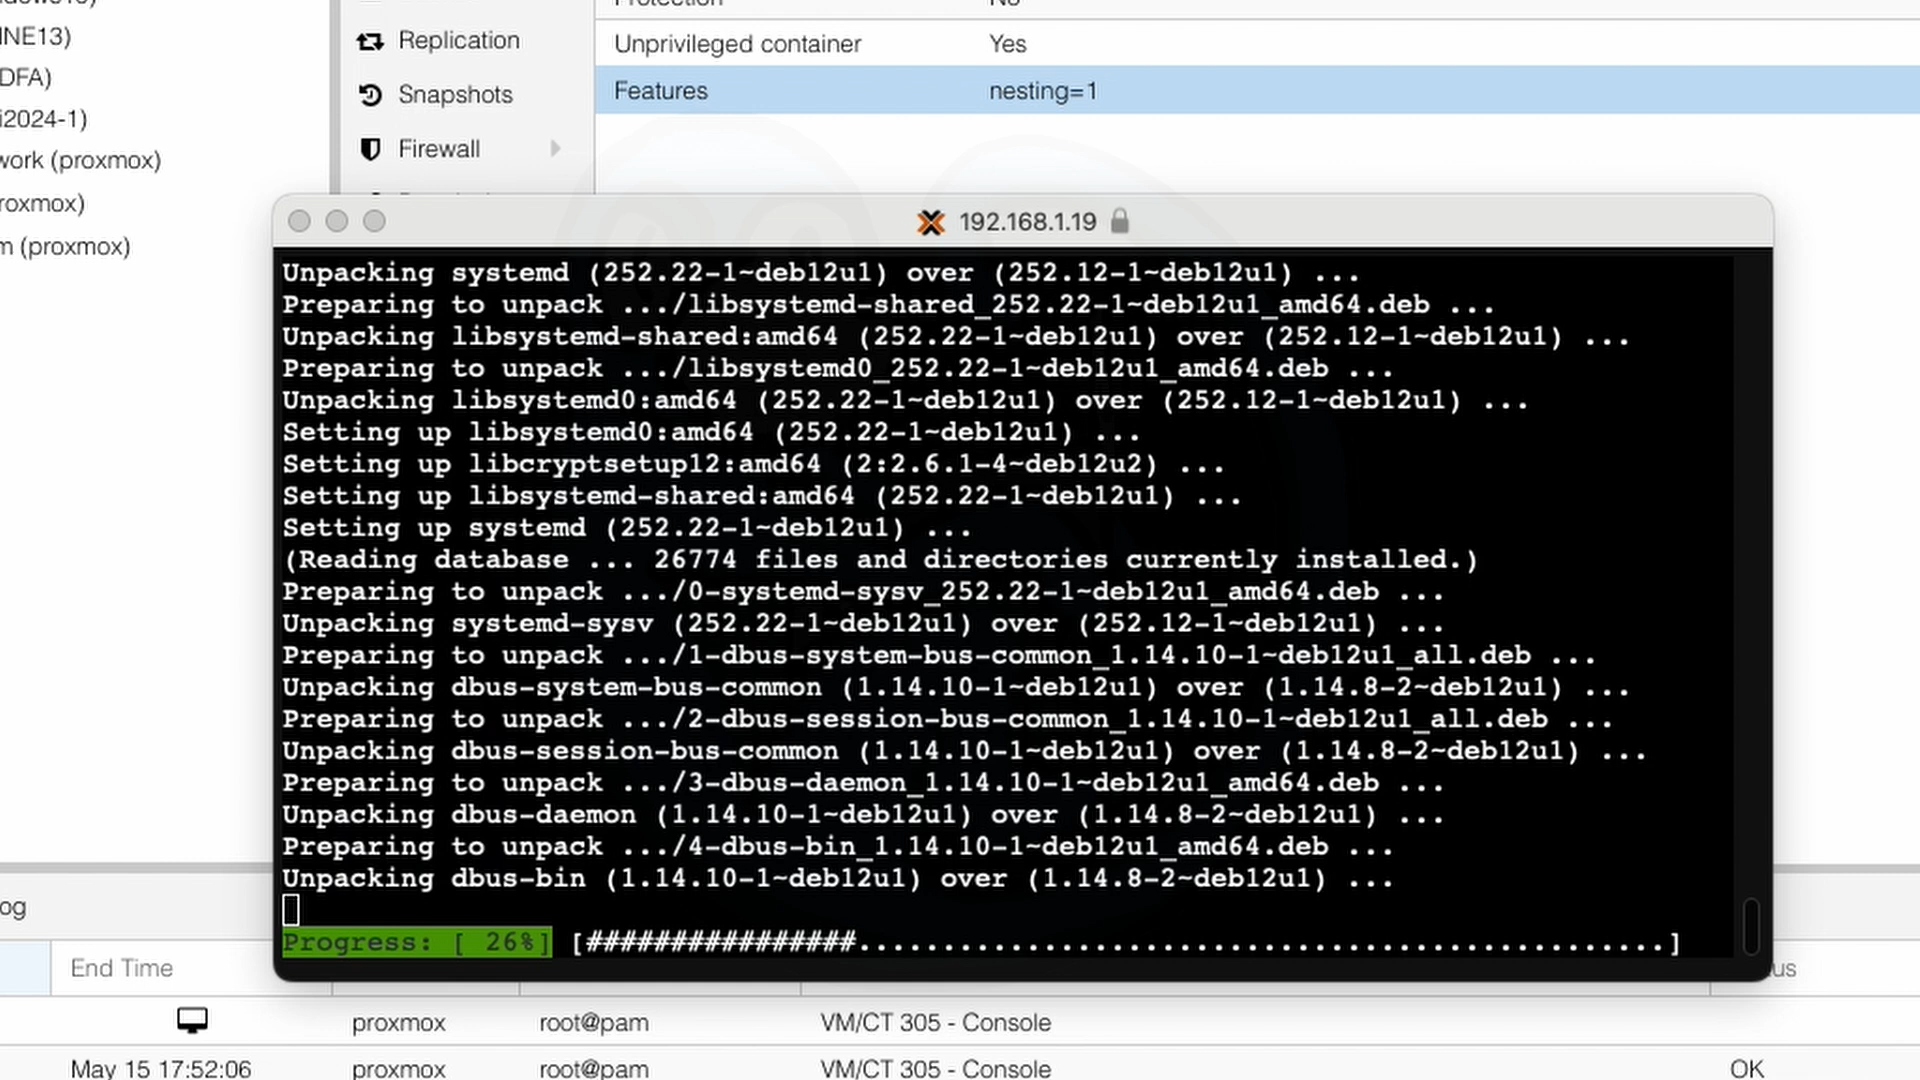 INE13)
DFA)
i2024-1)
work (proxmox)
roxmox)
m (proxmox)
Replication
Snapshots
Firewall
Protection No
Unprivileged container Yes
Features nesting=1
192.168.1.19
Unpacking systemd (252.22-1~deb12u1) over (252.12-1~deb12u1) ...
Preparing to unpack .../libsystemd-shared_252.22-1~deb12u1_amd64.deb ...
Unpacking libsystemd-shared:amd64 (252.22-1~deb12u1) over (252.12-1~deb12u1) ...
Preparing to unpack .../libsystemd0_252.22-1~deb12u1_amd64.deb ...
Unpacking libsystemd0:amd64 (252.22-1~deb12u1) over (252.12-1~deb12u1) ...
Setting up libsystemd0:amd64 (252.22-1~deb12u1) ...
Setting up libcryptsetup12:amd64 (2:2.6.1-4~deb12u2) ...
Setting up libsystemd-shared:amd64 (252.22-1~deb12u1) ...
Setting up systemd (252.22-1~deb12u1) ...
(Reading database ... 26774 files and directories currently installed.)
Preparing to unpack .../0-systemd-sysv_252.22-1~deb12u1_amd64.deb ...
Unpacking systemd-sysv (252.22-1~deb12u1) over (252.12-1~deb12u1) ...
Preparing to unpack .../1-dbus-system-bus-common_1.14.10-1~deb12u1_all.deb ...
Unpacking dbus-system-bus-common (1.14.10-1~deb12u1) over (1.14.8-2~deb12u1) ...
Preparing to unpack .../2-dbus-session-bus-common_1.14.10-1~deb12u1_all.deb ...
Unpacking dbus-session-bus-common (1.14.10-1~deb12u1) over (1.14.8-2~deb12u1) ...
Preparing to unpack .../3-dbus-daemon_1.14.10-1~deb12u1_amd64.deb ...
Unpacking dbus-daemon (1.14.10-1~deb12u1) over (1.14.8-2~deb12u1) ...
Preparing to unpack .../4-dbus-bin_1.14.10-1~deb12u1_amd64.deb ...
Unpacking dbus-bin (1.14.10-1~deb12u1) over (1.14.8-2~deb12u1) ...
Progress: [ 26%] [################................................]
og
End Time us
proxmox root@pam VM/CT 305 - Console
May 15 17:52:06 proxmox root@pam VM/CT 305 - Console OK